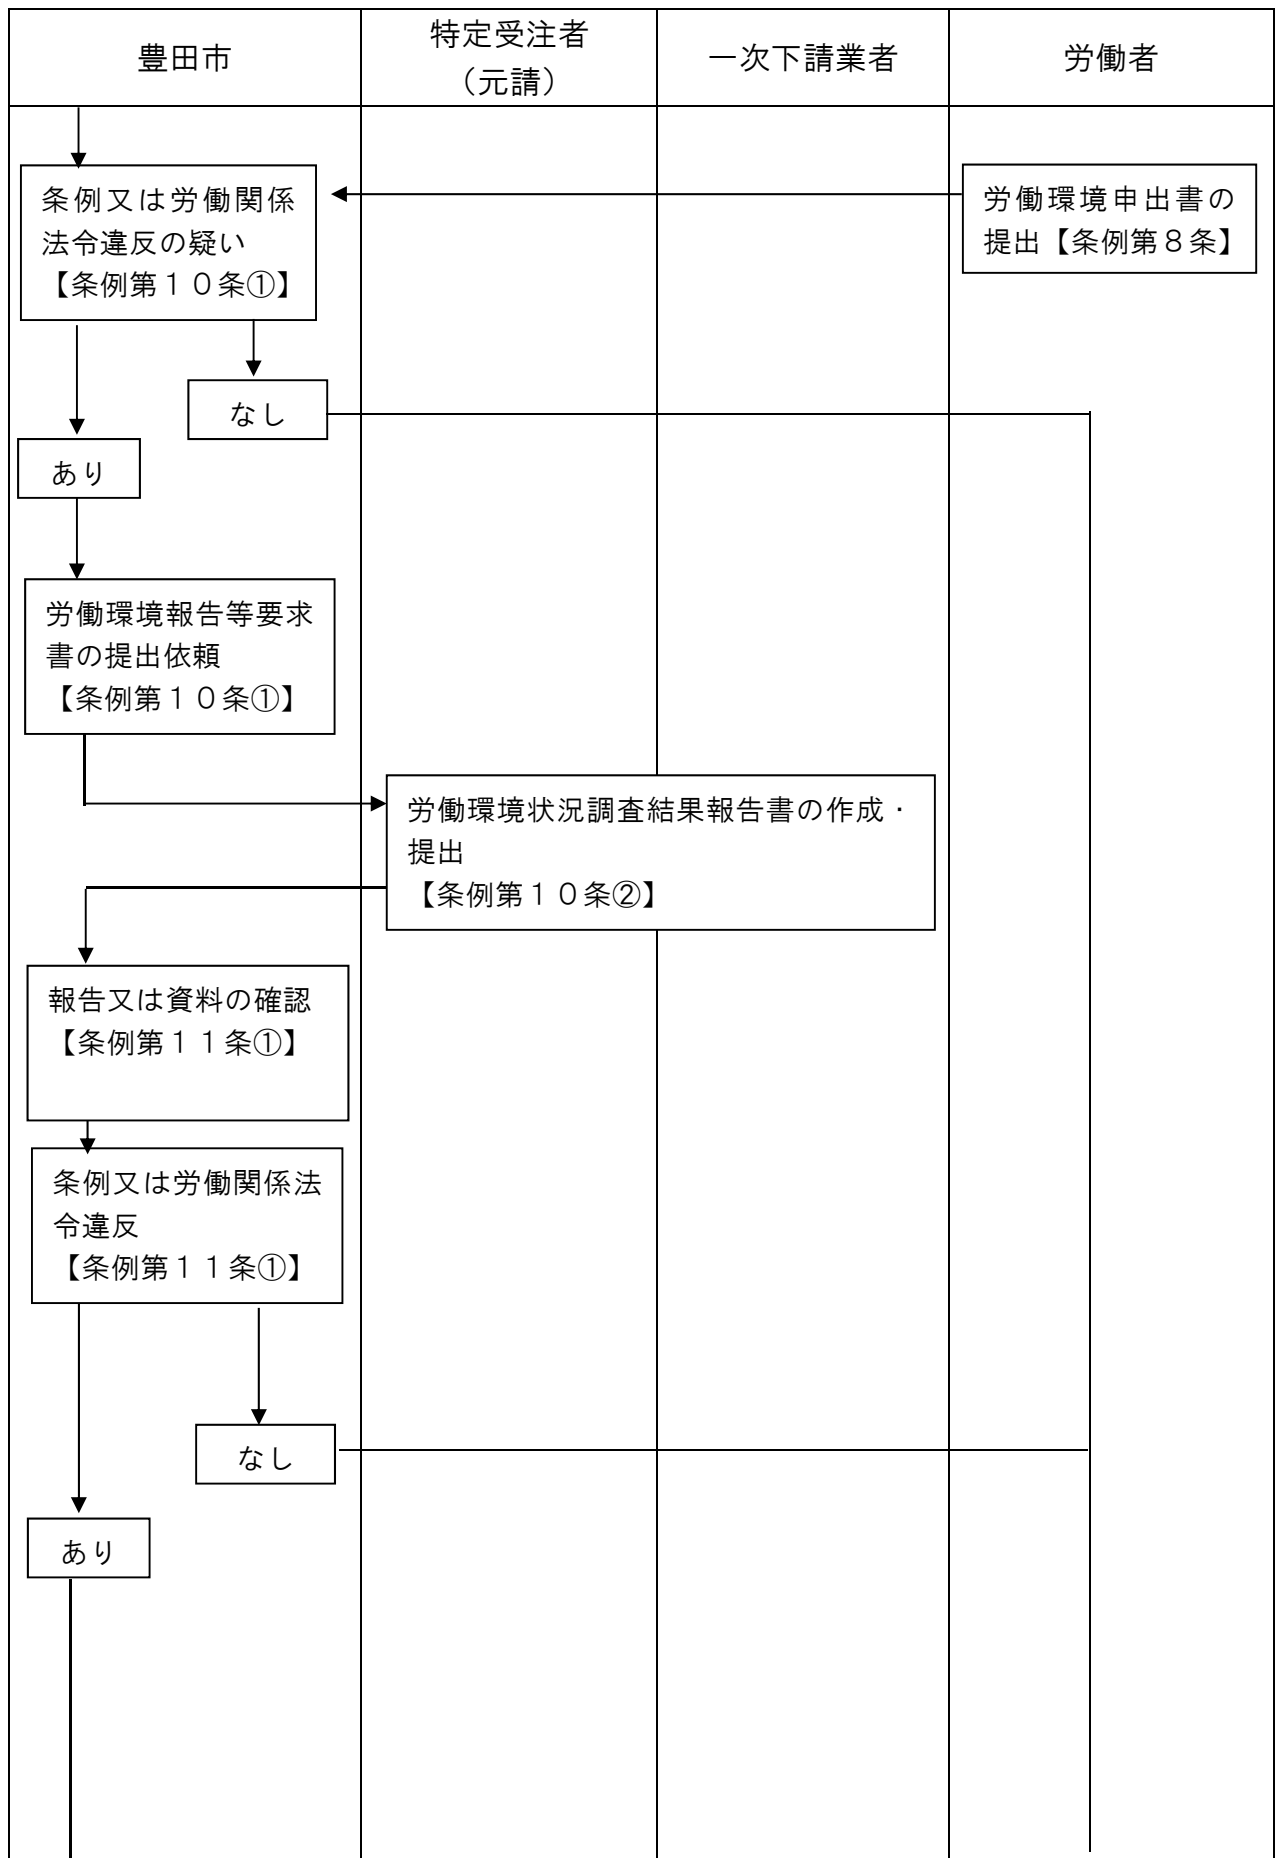 豊田市
特定受注者
（元請）
一次下請業者
労働者
条例又は労働関係
法令違反の疑い
【条例第１０条①】
労働環境申出書の
提出【条例第８条】
なし
あり
労働環境報告等要求
書の提出依頼
【条例第１０条①】
労働環境状況調査結果報告書の作成・
提出
【条例第１０条②】
報告又は資料の確認
【条例第１１条①】
条例又は労働関係法
令違反
【条例第１１条①】
なし
あり